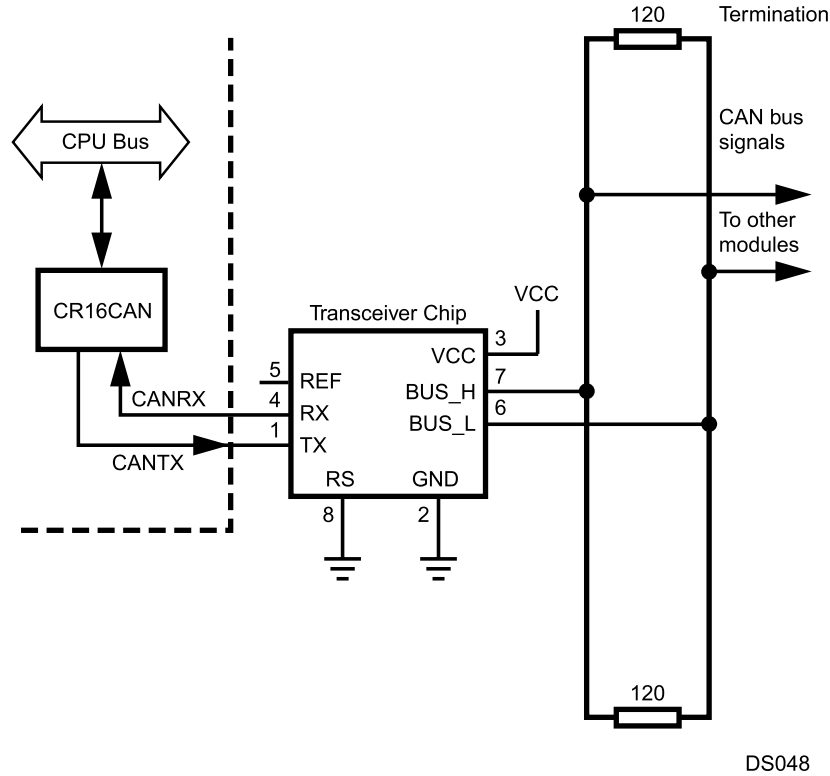 120
Termination
CPU Bus
CAN bus
signals
To other
modules
CR16CAN
VCC
Transceiver Chip
3
VCC
5
REF
7
BUS_H
CANRX
4
RX
6
BUS_L
1
TX
CANTX
RS
GND
8
2
120
DS048